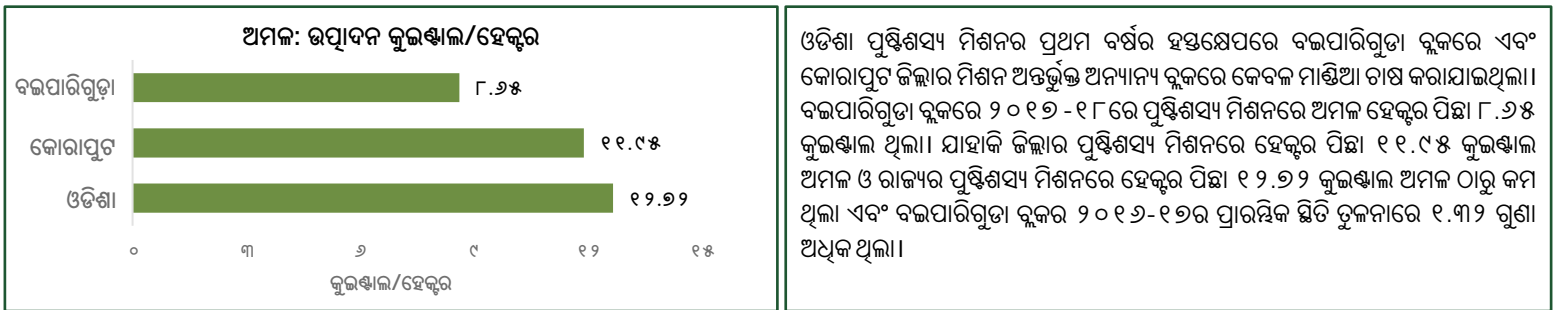 ଅମଳ: ଉତ୍ପାଦନ କୁଇଣ୍ଟାଲ/ହେକ୍ଟର
ବଇପାରିଗୁଡ଼ା
୮.୬୫
କୋରାପୁଟ
୧୧.୯୫
ଓଡିଶା
୧୨.୭୨
୦ ୩ ୬ ୯ ୧୨ ୧୫
କୁଇଣ୍ଟାଲ/ହେକ୍ଟର
ଓଡିଶା ପୁଷ୍ଟିଶସ୍ୟ ମିଶନର ପ୍ରଥମ ବର୍ଷର ହସ୍ତକ୍ଷେପରେ ବଇପାରିଗୁଡା ବ୍ଲକରେ ଏବଂ
କୋରାପୁଟ ଜିଲ୍ଲାର ମିଶନ ଅନ୍ତର୍ଭୁକ୍ତ ଅନ୍ୟାନ୍ୟ ବ୍ଲକରେ କେବଳ ମାଣ୍ଡିଆ ଚାଷ କରାଯାଇଥିଲା।
ବଇପାରିଗୁଡା ବ୍ଲକରେ ୨୦୧୭-୧୮ରେ ପୁଷ୍ଟିଶସ୍ୟ ମିଶନରେ ଅମଳ ହେକ୍ଟର ପିଛା ୮.୬୫
କୁଇଣ୍ଟାଲ ଥିଲା। ଯାହାକି ଜିଲ୍ଲାର ପୁଷ୍ଟିଶସ୍ୟ ମିଶନରେ ହେକ୍ଟର ପିଛା ୧୧.୯୫ କୁଇଣ୍ଟାଲ
ଅମଳ ଓ ରାଜ୍ୟର ପୁଷ୍ଟିଶସ୍ୟ ମିଶନରେ ହେକ୍ଟର ପିଛା ୧୨.୭୨ କୁଇଣ୍ଟାଲ ଅମଳ ଠାରୁ କମ
ଥିଲା ଏବଂ ବଇପାରିଗୁଡା ବ୍ଲକର ୨୦୧୬-୧୭ର ପ୍ରାରମ୍ଭିକ ସ୍ଥିତି ତୁଳନାରେ ୧.୩୨ ଗୁଣା
ଅଧିକ ଥିଲା।